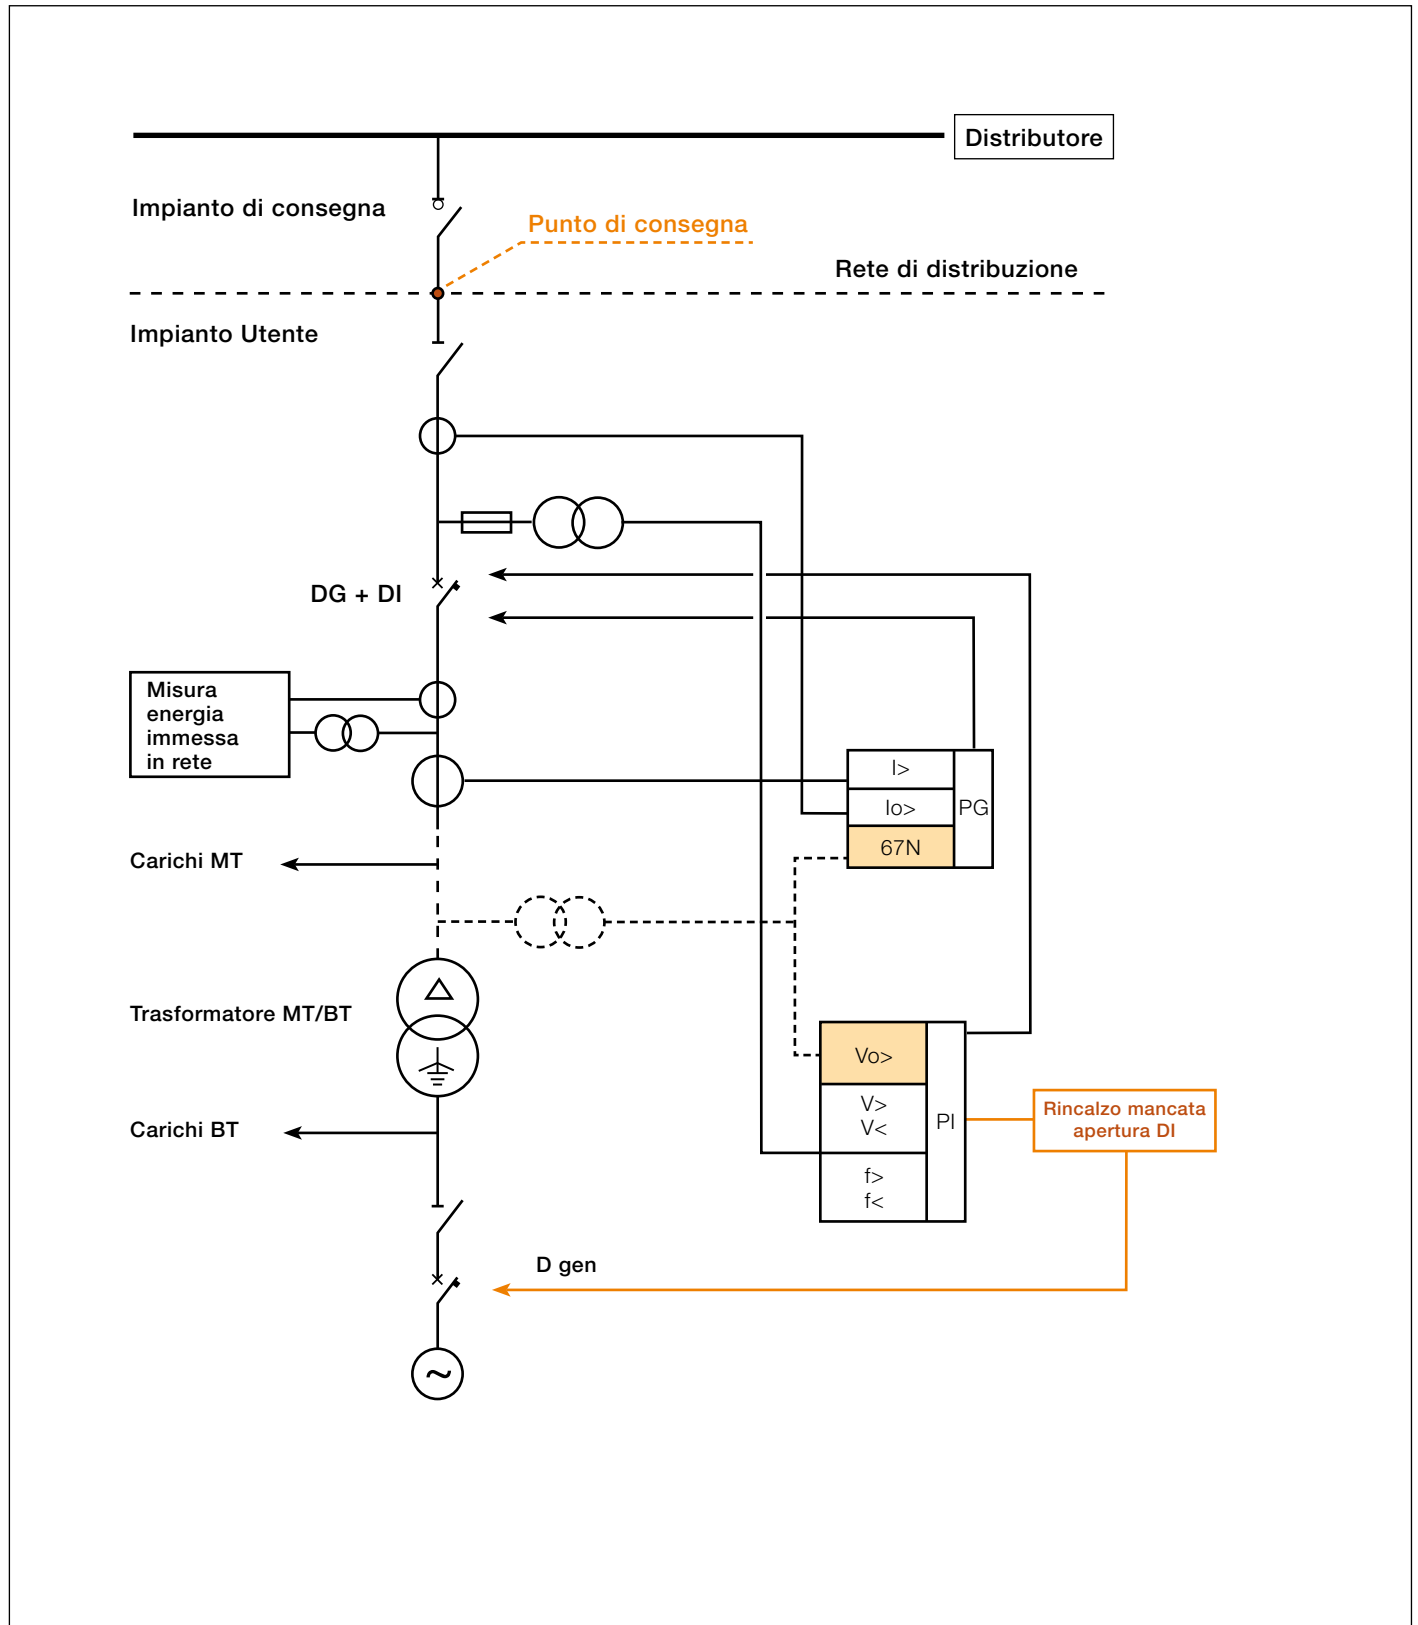 Distributore
Impianto di consegna
Punto di consegna
Rete di distribuzione
Impianto Utente
DG + DI
Misura
energia
immessa
in rete
I>
Io>
PG
67N
Carichi MT
Trasformatore MT/BT
Vo>
V>
V<
PI
f>
f<
Rincalzo mancata
apertura DI
Carichi BT
D gen